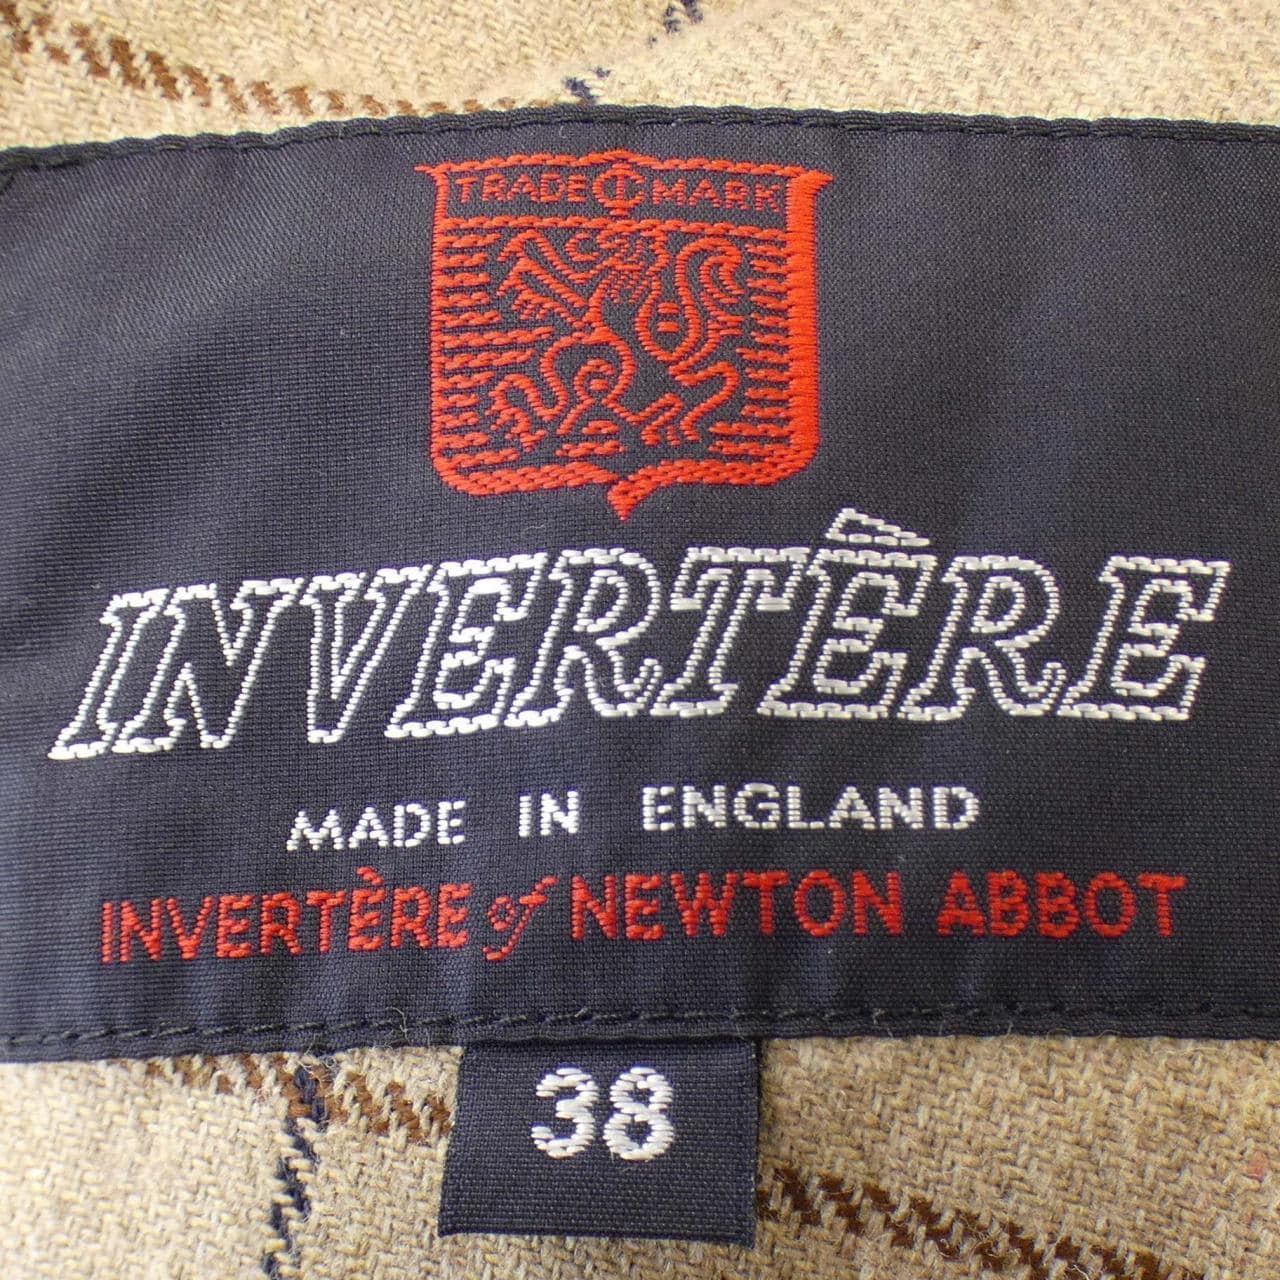 TRADE MARK
INVERTÈRE
MADE IN ENGLAND
INVERTÈRE of NEWTON ABBOT
38